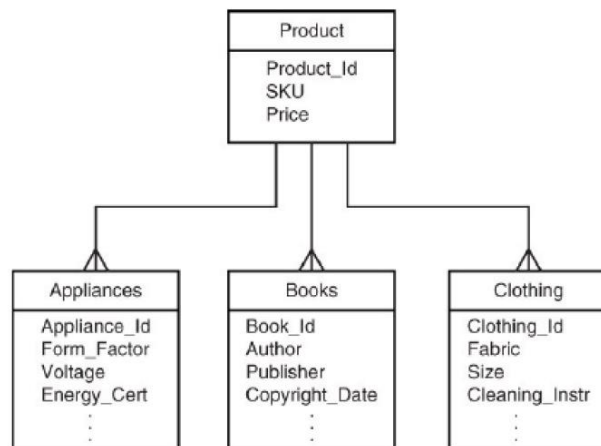 Product
Product_Id
SKU
Price
Appliances
Appliance_Id
Form_Factor
Voltage
Energy_Cert
Books
Book_Id
Author
Publisher
Copyright_Date
Clothing
Clothing_Id
Fabric
Size
Cleaning_Instr